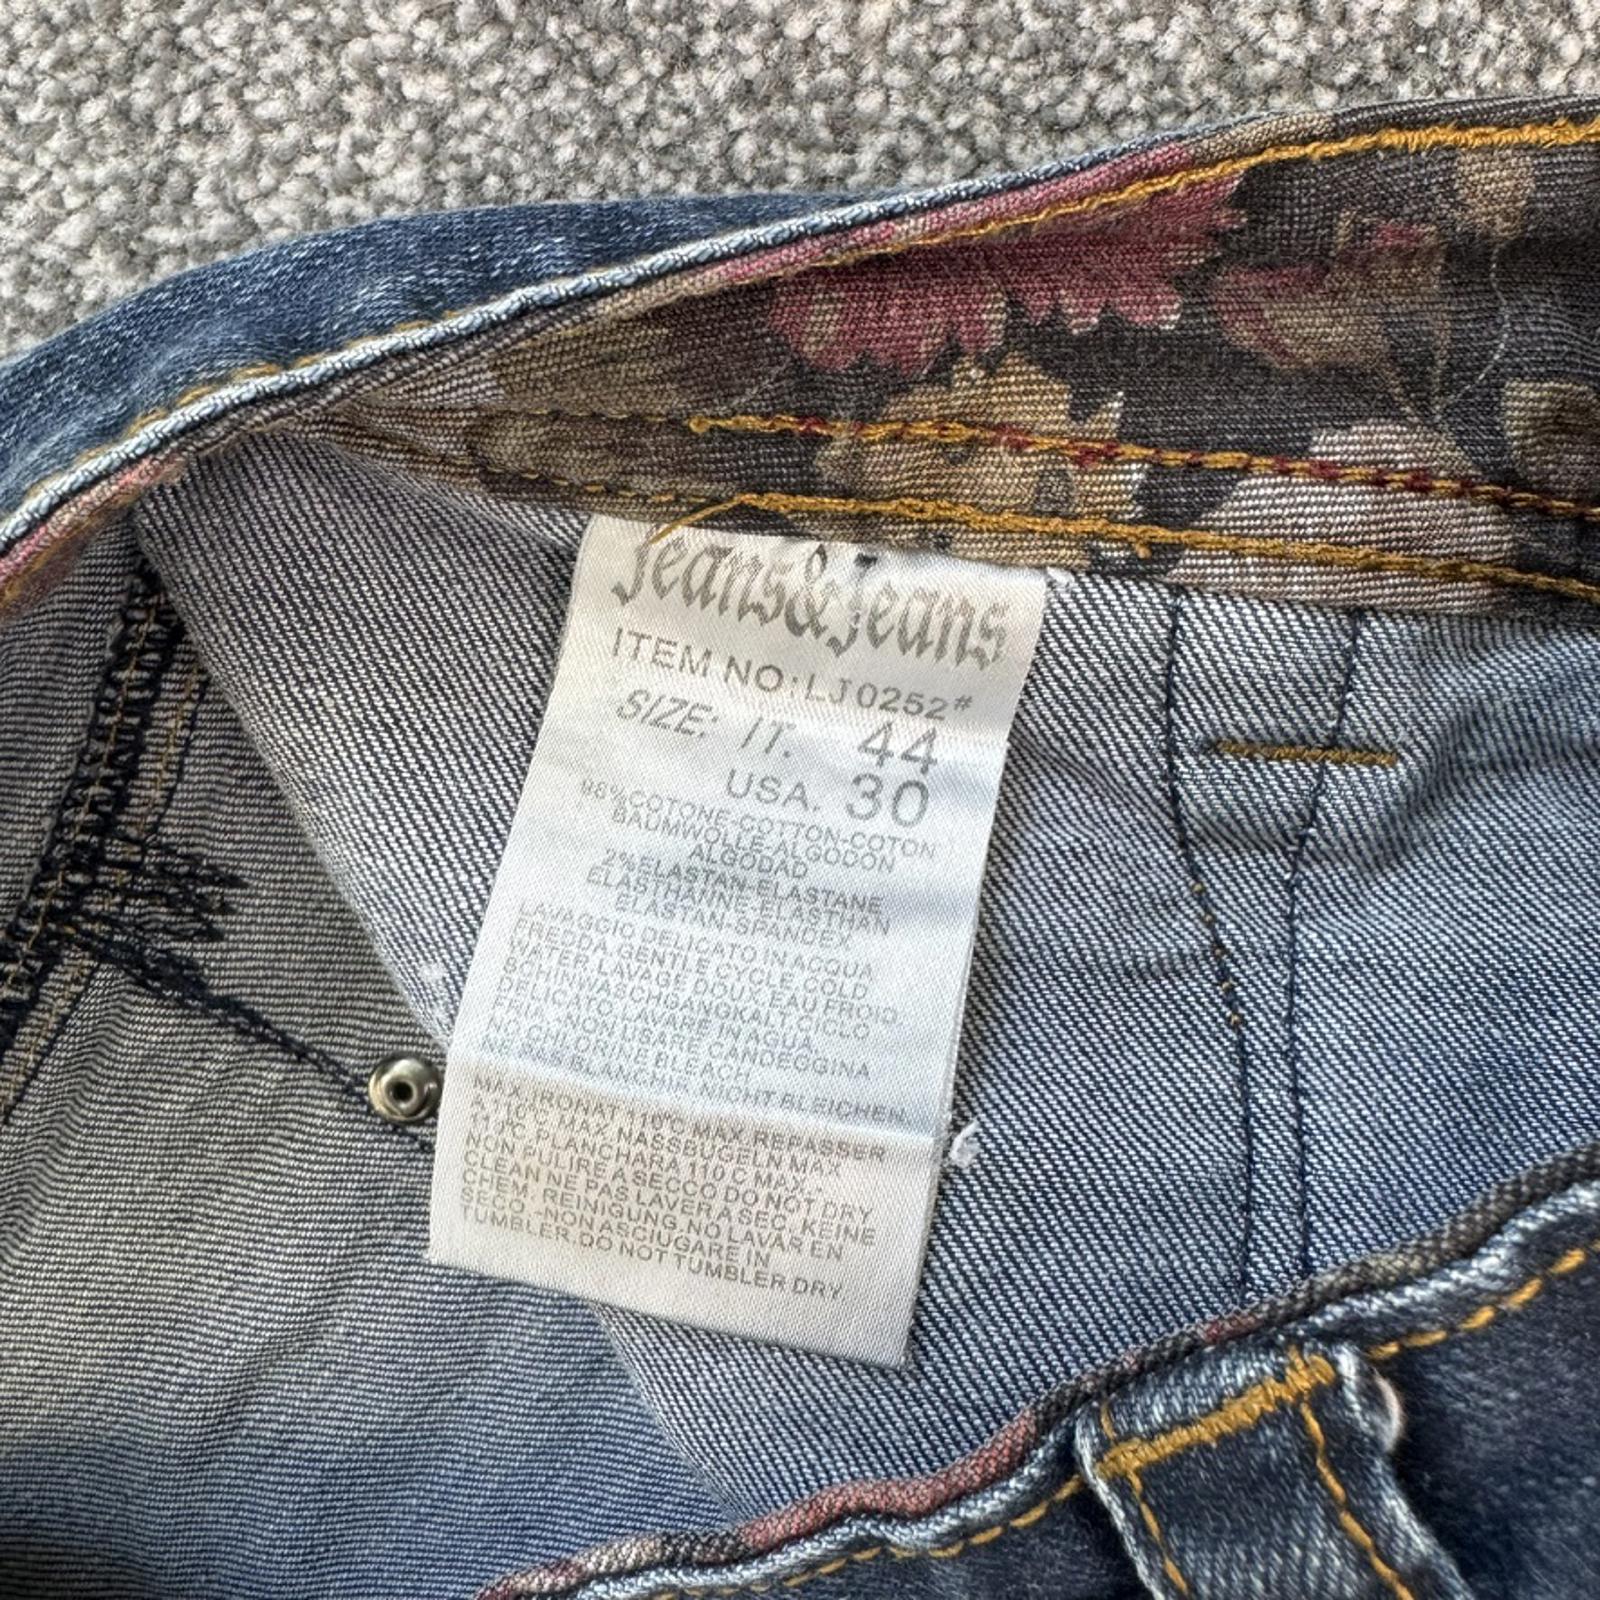 Jeans&Jeans
ITEM NO:LJ0252#
SIZE: IT. 44
USA. 30
98%COTONE-COTTON-COTON
BAUMWOLLE-ALGODON
ALGODAD
2%ELASTAN-ELASTANE
ELASTHANNE-ELASTHAN
ELASTAN-SPANDEX
LAVAGCIO DELICATO IN ACQUA
FREDDA GENTLE CYCLE COLD
WATER LAVAGE DOUX EAU FROID
SCHINWASCHGANGKALT.CICLO
DELICATO.LAVARE IN AGUA
FRIA.-NON USARE CANDEGGINA
NO CHLORINE BLEACH
NE PAS BLANCHIR.NICHT BLEICHEN.
MAX.IRONAT 110°C MAX.REPASSER
A 110°C MAX.NASSBUGELN MAX
C.PLANCHARA 110 C MAX.
NON PULIRE A SECCO DO NOT DRY
CLEAN NE PAS LAVER A SEC. KEINE
CHEM. REINIGUNG.NO LAVAR EN
SECO.-NON ASCIUGARE IN
TUMBLER.DO NOT TUMBLER DRY